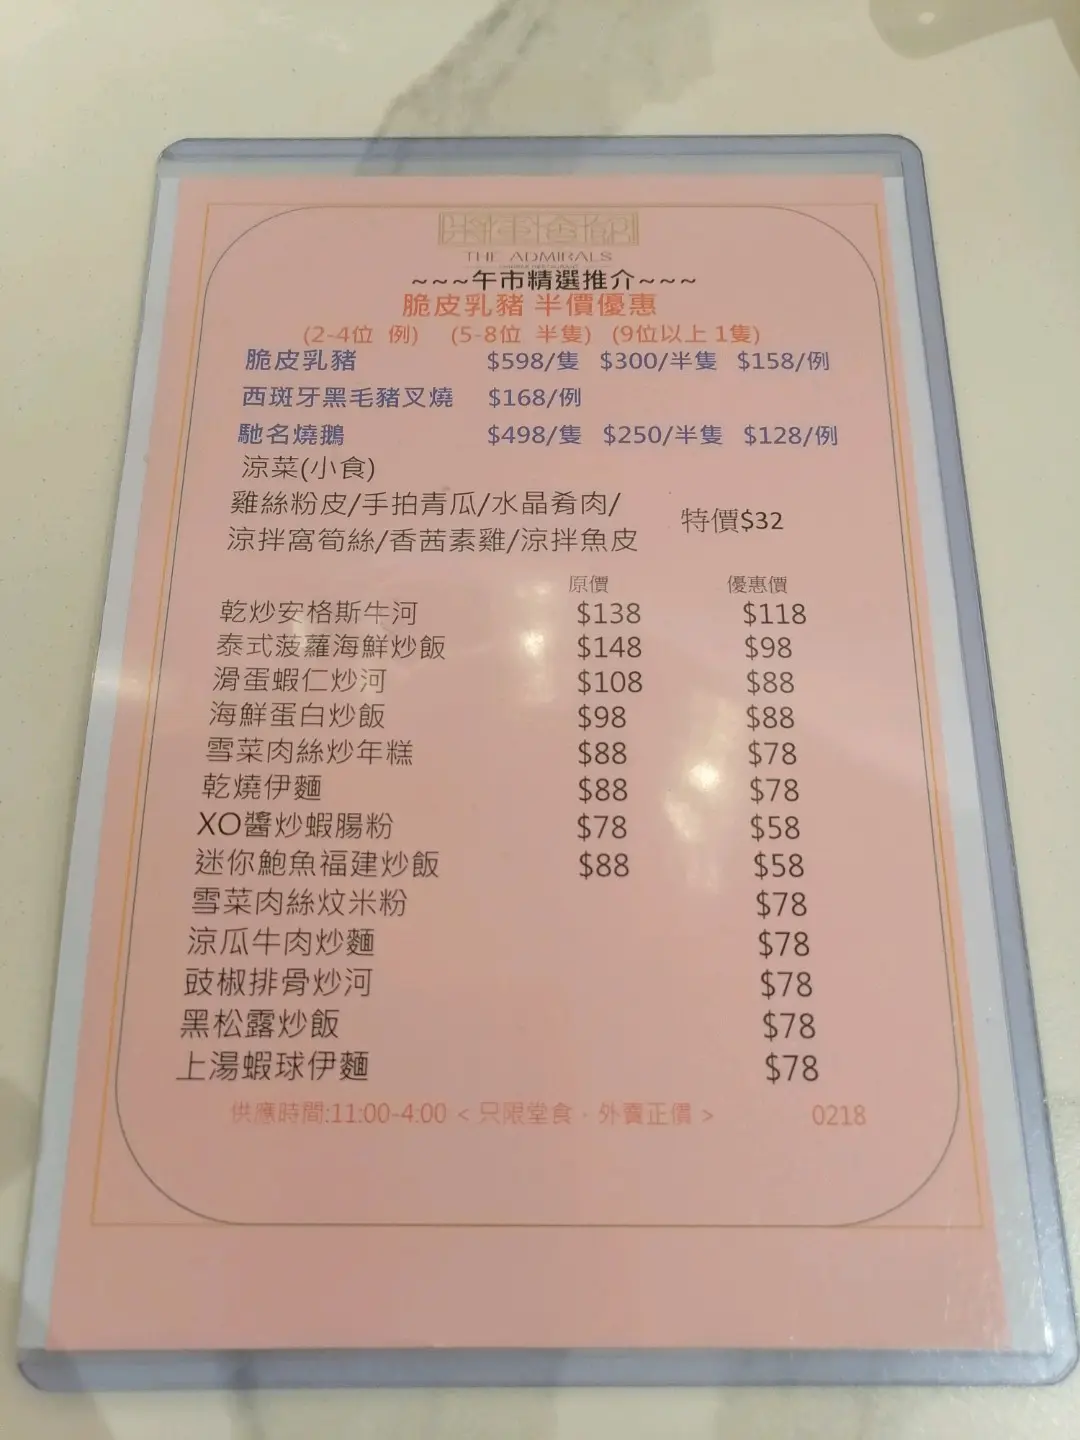 將軍會館
THE ADMIRALS
~~~午市精選推介~~~
脆皮乳豬 半價優惠
(2-4位 例) (5-8位 半隻) (9位以上 1隻)
脆皮乳豬 $598/隻 $300/半隻 $158/例
西班牙黑毛豬叉燒 $168/例
馳名燒鵝 $498/隻 $250/半隻 $128/例
涼菜(小食)
雞絲粉皮/手拍青瓜/水晶肴肉/
涼拌窩筍絲/香茜素雞/涼拌魚皮 特價$32
原價 優惠價
乾炒安格斯牛河 $138 $118
泰式菠蘿海鮮炒飯 $148 $98
滑蛋蝦仁炒河 $108 $88
海鮮蛋白炒飯 $98 $88
雪菜肉絲炒年糕 $88 $78
乾燒伊麵 $88 $78
XO醬炒蝦腸粉 $78 $58
迷你鮑魚福建炒飯 $88 $58
雪菜肉絲炆米粉 $78
涼瓜牛肉炒麵 $78
豉椒排骨炒河 $78
黑松露炒飯 $78
上湯蝦球伊麵 $78
供應時間:11:00-4:00 < 只限堂食﹒外賣正價 > 0218